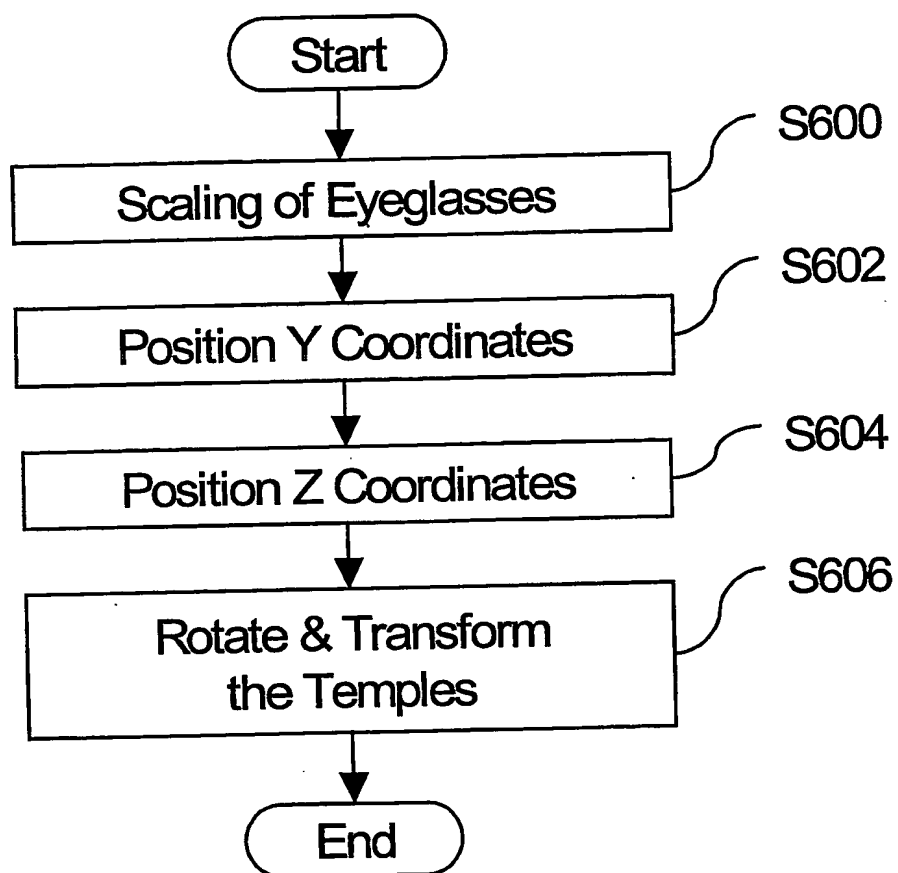 Start
S600
Scaling of Eyeglasses
S602
Position Y Coordinates
S604
Position Z Coordinates
S606
Rotate & Transform
the Temples
End